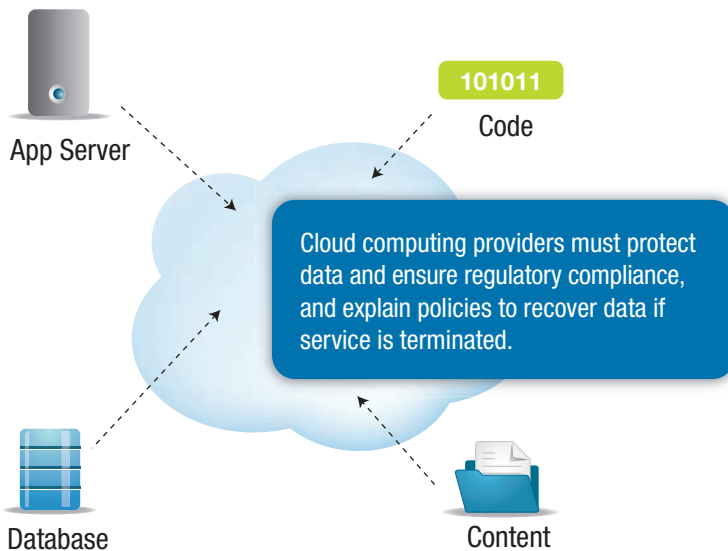 101011
Code
App Server
Cloud computing providers must protect
data and ensure regulatory compliance,
and explain policies to recover data if
service is terminated.
Database
Content